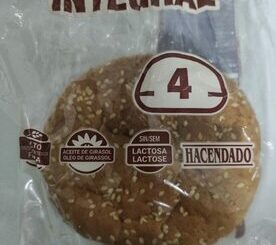 INTEGRAL
4
ACEITE DE GIRASOL
ÓLEO DE GIRASSOL
SIN/SEM
LACTOSA
LACTOSE
HACENDADO